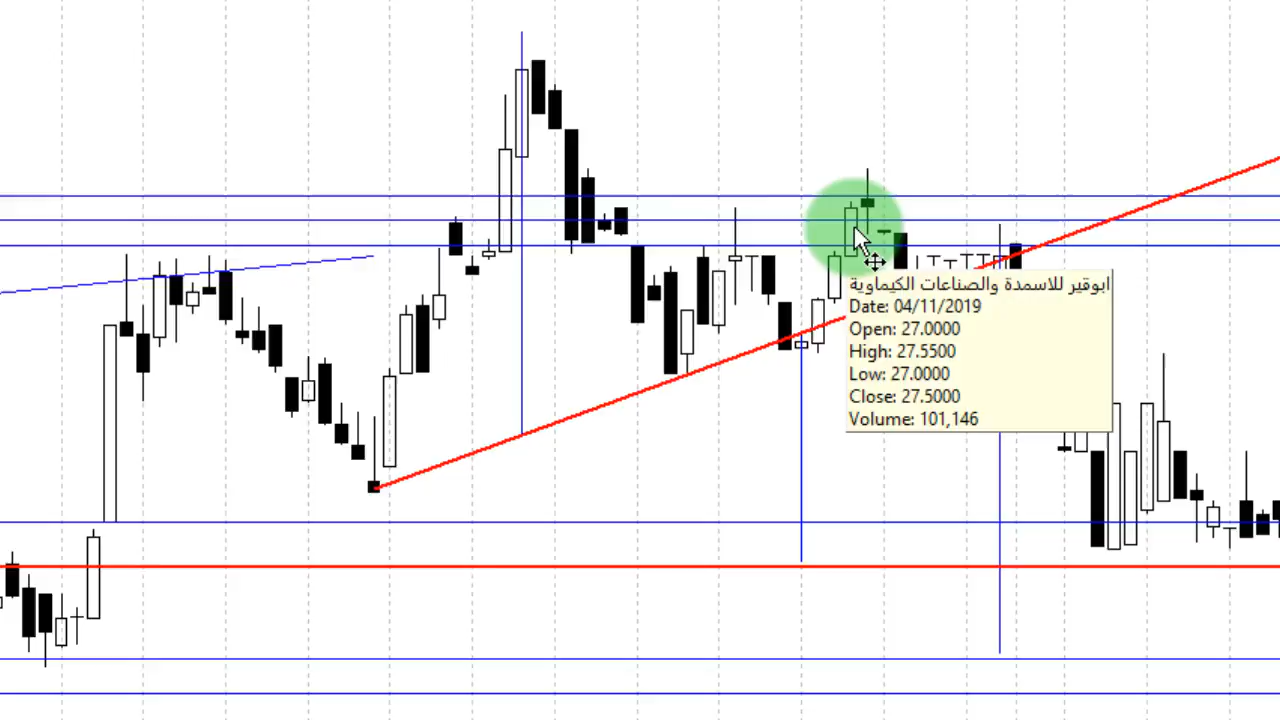 ابوقير للاسمدة والصناعات الكيماوية
Date: 04/11/2019
Open: 27.0000
High: 27.5500
Low: 27.0000
Close: 27.5000
Volume: 101,146